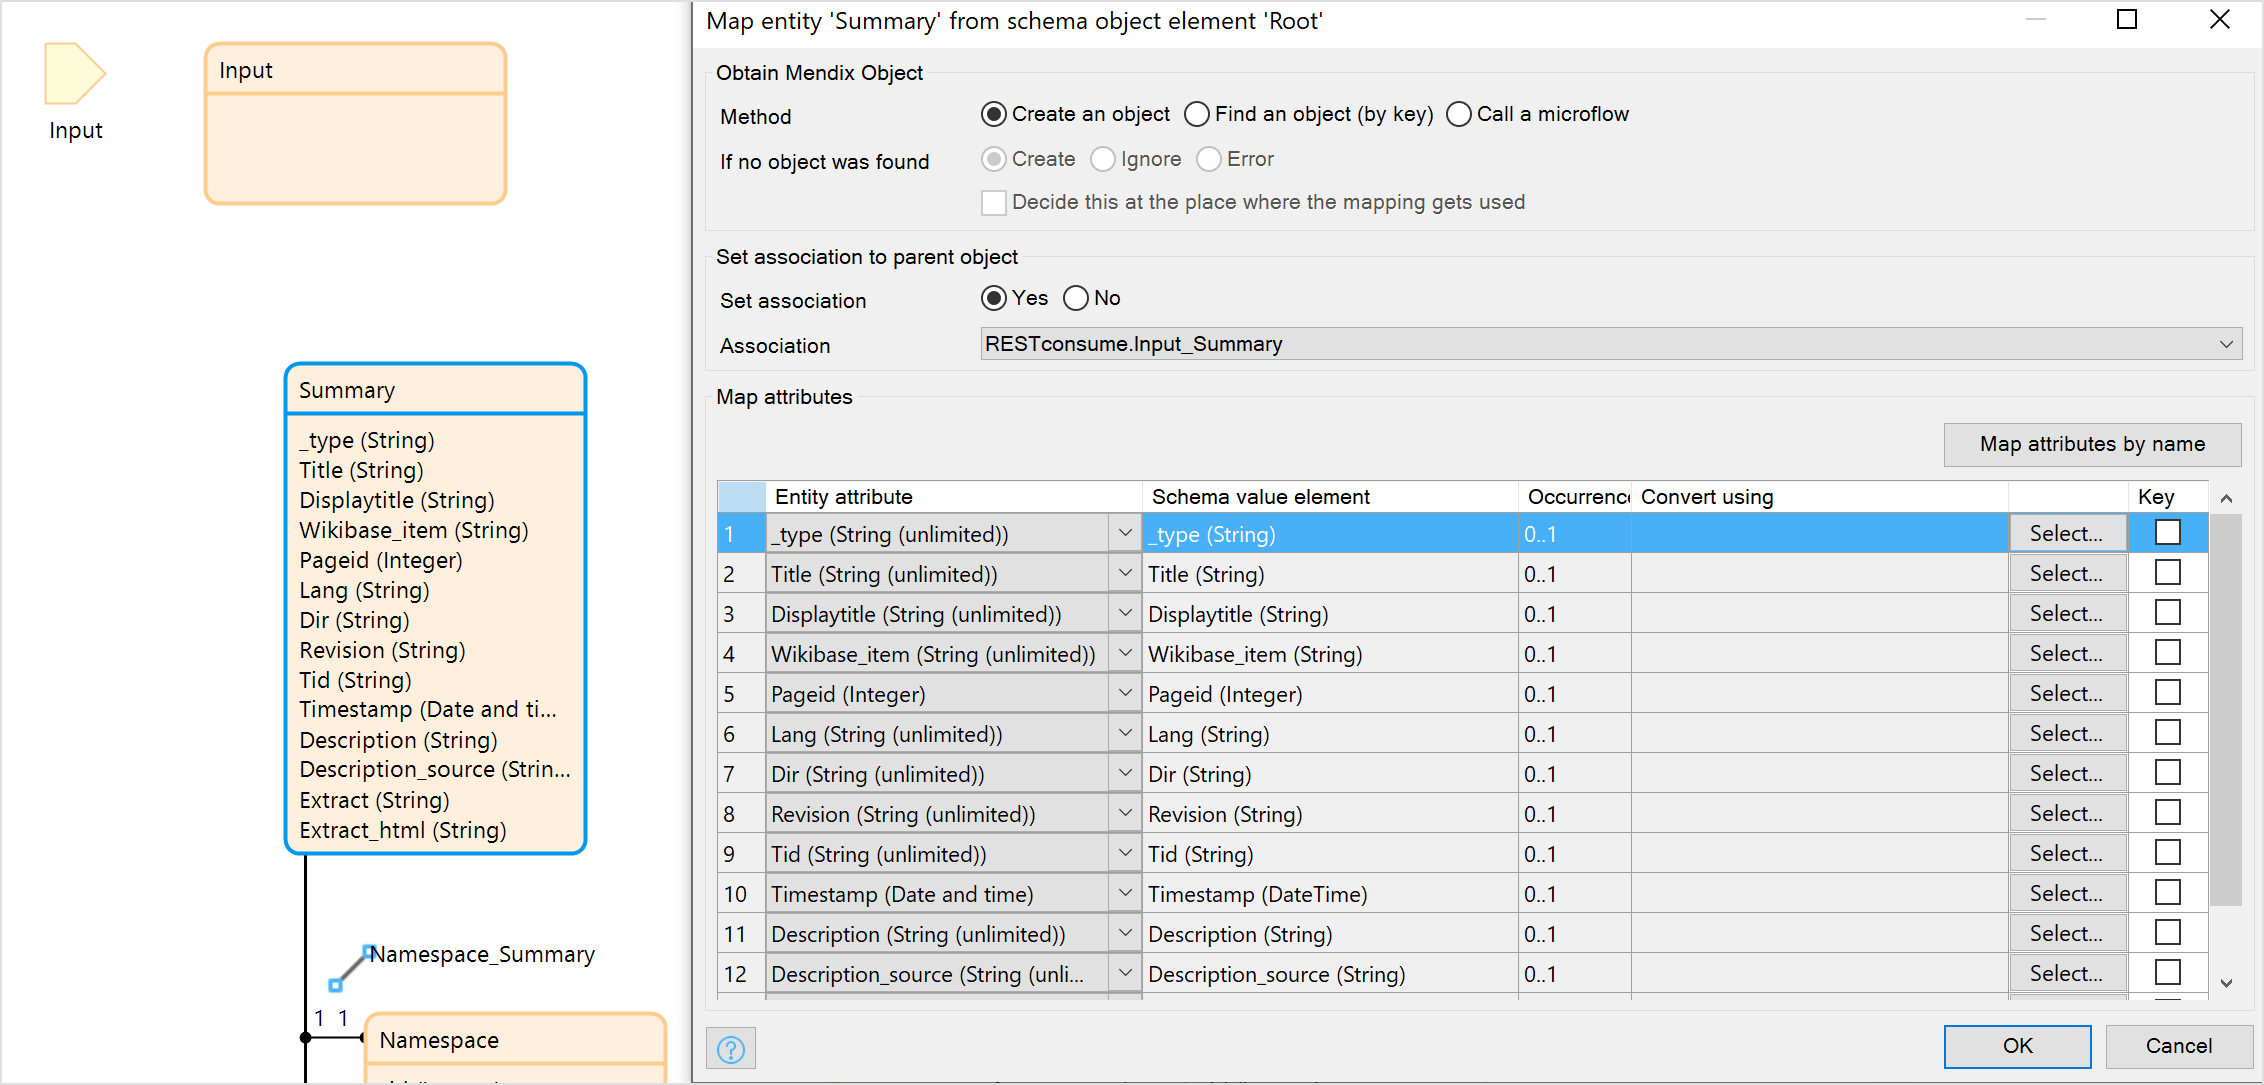 Input
Input
Summary
_type (String)
Title (String)
Displaytitle (String)
Wikibase_item (String)
Pageid (Integer)
Lang (String)
Dir (String)
Revision (String)
Tid (String)
Timestamp (Date and ti...
Description (String)
Description_source (Strin...
Extract (String)
Extract_html (String)
Namespace_Summary
1 1
Namespace
Map entity 'Summary' from schema object element 'Root'
Obtain Mendix Object
Method Create an object Find an object (by key) Call a microflow
If no object was found Create Ignore Error
Decide this at the place where the mapping gets used
Set association to parent object
Set association Yes No
Association RESTconsume.Input_Summary
Map attributes
Map attributes by name
Entity attribute Schema value element Occurrence Convert using Key
1 _type (String (unlimited)) _type (String) 0..1 Select...
2 Title (String (unlimited)) Title (String) 0..1 Select...
3 Displaytitle (String (unlimited)) Displaytitle (String) 0..1 Select...
4 Wikibase_item (String (unlimited)) Wikibase_item (String) 0..1 Select...
5 Pageid (Integer) Pageid (Integer) 0..1 Select...
6 Lang (String (unlimited)) Lang (String) 0..1 Select...
7 Dir (String (unlimited)) Dir (String) 0..1 Select...
8 Revision (String (unlimited)) Revision (String) 0..1 Select...
9 Tid (String (unlimited)) Tid (String) 0..1 Select...
10 Timestamp (Date and time) Timestamp (DateTime) 0..1 Select...
11 Description (String (unlimited)) Description (String) 0..1 Select...
12 Description_source (String (unli... Description_source (String) 0..1 Select...
? OK Cancel